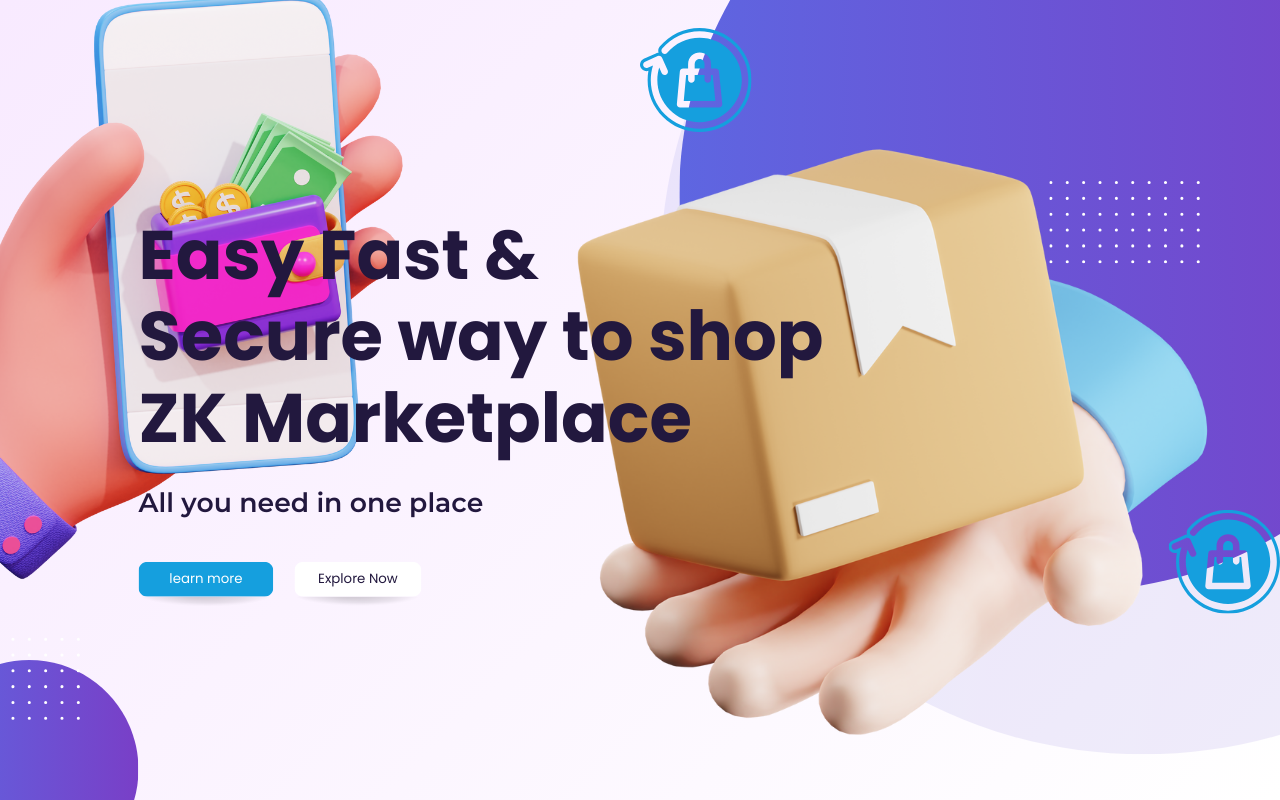 Easy Fast &
Secure way to shop
ZK Marketplace
All you need in one place
learn more
Explore Now